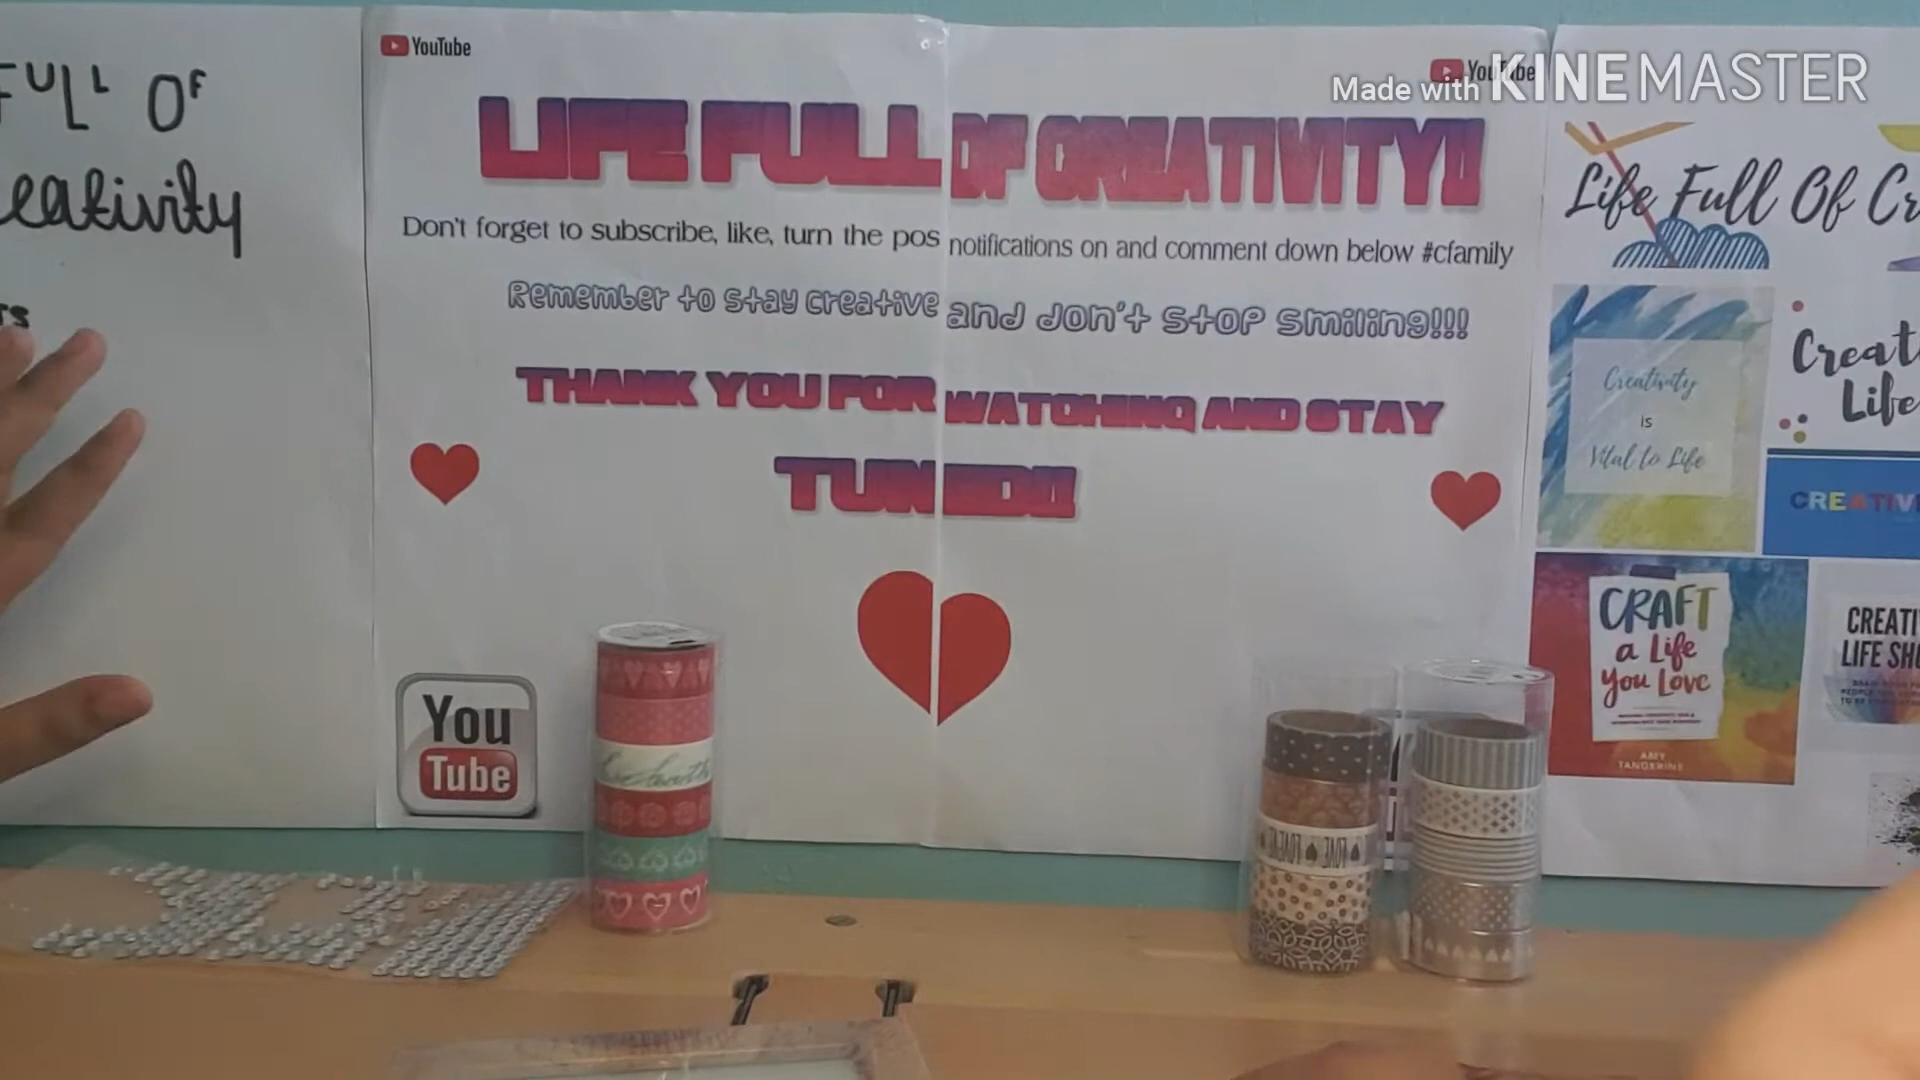 FULL OF
eativity
TS
YouTube
YouTube
Made with KINEMASTER
LIFE FULL OF CREATIVITY!!
Don't forget to subscribe, like, turn the pos notifications on and comment down below #cfamily
Remember to stay creative and don't stop smiling!!!
THANK YOU FOR WATCHING AND STAY
TUNED!!
You
Tube
LOVE
Life Full Of Cr
Creativity
is
Vital to Life
Creat
Life
CREATIV
CRAFT
a Life
you Love
AMY
TANGERINE
CREATI
LIFE SH